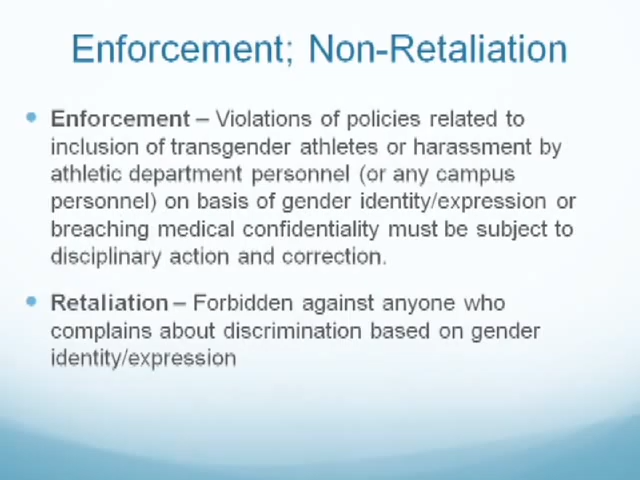 Enforcement; Non-Retaliation
Enforcement – Violations of policies related to
inclusion of transgender athletes or harassment by
athletic department personnel (or any campus
personnel) on basis of gender identity/expression or
breaching medical confidentiality must be subject to
disciplinary action and correction.
Retaliation – Forbidden against anyone who
complains about discrimination based on gender
identity/expression